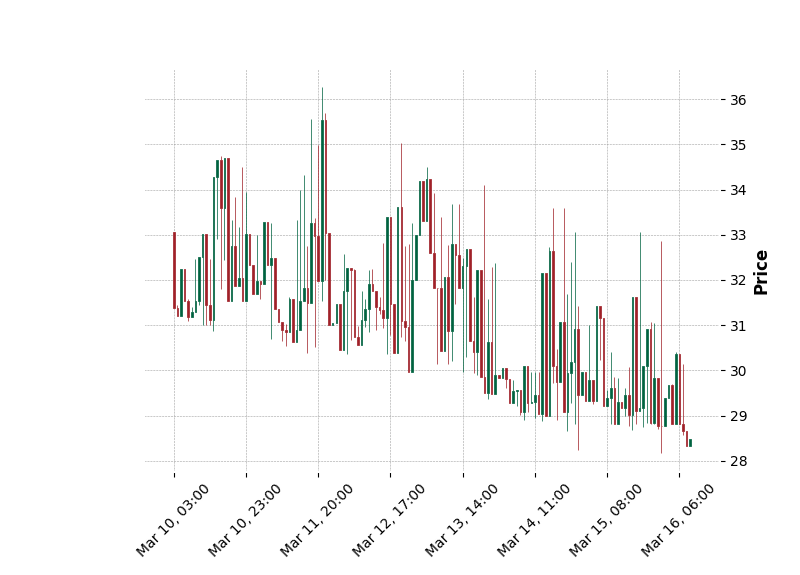 36
35
34
33
32
31
30
29
28
Price
Mar 10, 03:00
Mar 10, 23:00
Mar 11, 20:00
Mar 12, 17:00
Mar 13, 14:00
Mar 14, 11:00
Mar 15, 08:00
Mar 16, 06:00